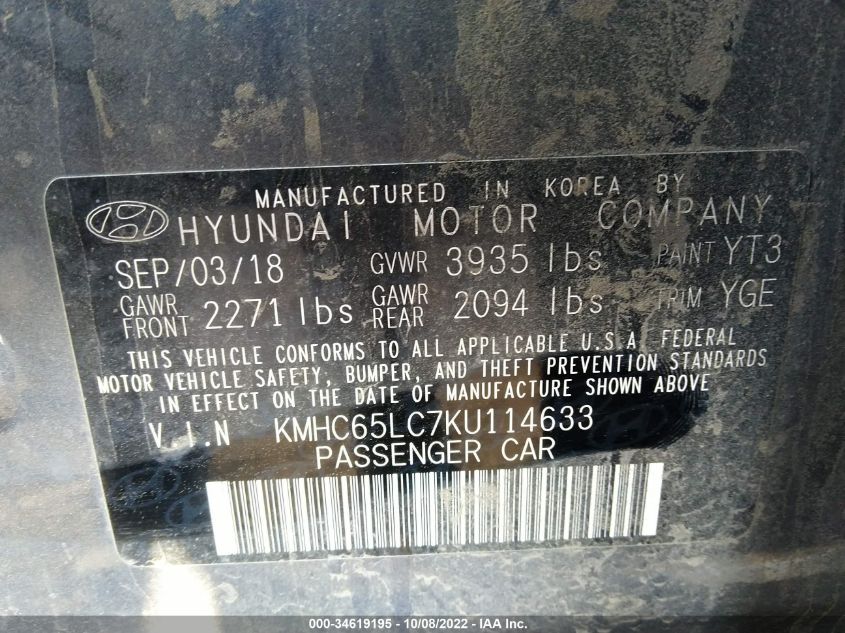 MANUFACTURED IN KOREA BY
HYUNDAI MOTOR COMPANY
SEP/03/18 GVWR 3935 lbs PAINT YT3
GAWR FRONT 2271 lbs GAWR REAR 2094 lbs TRIM YGE
THIS VEHICLE CONFORMS TO ALL APPLICABLE U.S.A. FEDERAL
MOTOR VEHICLE SAFETY, BUMPER, AND THEFT PREVENTION STANDARDS
IN EFFECT ON THE DATE OF MANUFACTURE SHOWN ABOVE
V.I.N KMHC65LC7KU114633
PASSENGER CAR
000-34619195 - 10/08/2022 - IAA Inc.